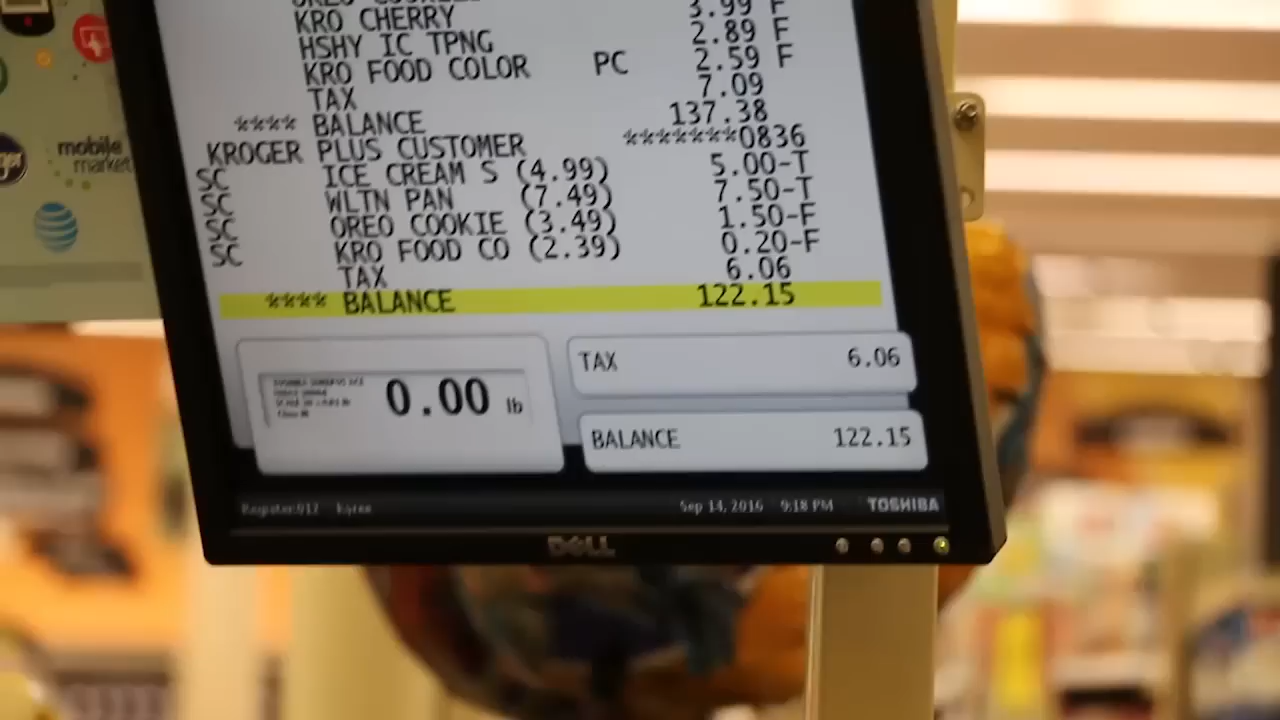 3.99 F
KRO CHERRY 2.89 F
HSHY IC TPNG 2.59 F
KRO FOOD COLOR PC 7.09
TAX 137.38
**** BALANCE *******0836
KROGER PLUS CUSTOMER
SC ICE CREAM S (4.99) 5.00-T
SC WLTN PAN (7.49) 7.50-T
SC OREO COOKIE (3.49) 1.50-F
SC KRO FOOD CO (2.39) 0.20-F
TAX 6.06
**** BALANCE 122.15
mobile
market
0.00 lb
TAX 6.06
BALANCE 122.15
Sep 14, 2016 9:18 PM TOSHIBA
DELL